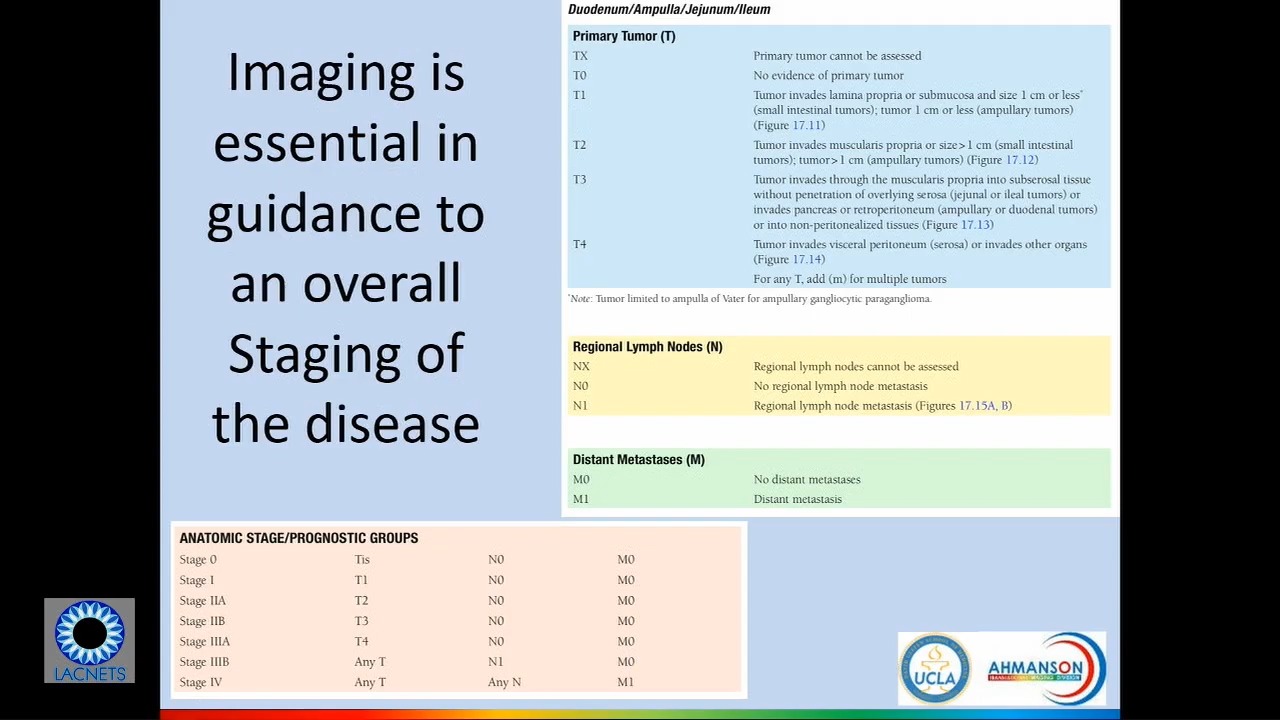 Imaging is
essential in
guidance to
an overall
Staging of
the disease
Duodenum/Ampulla/Jejunum/Ileum
Primary Tumor (T)
TX Primary tumor cannot be assessed
T0 No evidence of primary tumor
T1 Tumor invades lamina propria or submucosa and size 1 cm or less*
(small intestinal tumors); tumor 1 cm or less (ampullary tumors)
(Figure 17.11)
T2 Tumor invades muscularis propria or size > 1 cm (small intestinal
tumors); tumor > 1 cm (ampullary tumors) (Figure 17.12)
T3 Tumor invades through the muscularis propria into subserosal tissue
without penetration of overlying serosa (jejunal or ileal tumors) or
invades pancreas or retroperitoneum (ampullary or duodenal tumors)
or into non-peritonealized tissues (Figure 17.13)
T4 Tumor invades visceral peritoneum (serosa) or invades other organs
(Figure 17.14)
For any T, add (m) for multiple tumors
*Note: Tumor limited to ampulla of Vater for ampullary gangliocytic paraganglioma.
Regional Lymph Nodes (N)
NX Regional lymph nodes cannot be assessed
N0 No regional lymph node metastasis
N1 Regional lymph node metastasis (Figures 17.15A, B)
Distant Metastases (M)
M0 No distant metastases
M1 Distant metastasis
ANATOMIC STAGE/PROGNOSTIC GROUPS
Stage 0 Tis N0 M0
Stage I T1 N0 M0
Stage IIA T2 N0 M0
Stage IIB T3 N0 M0
Stage IIIA T4 N0 M0
Stage IIIB Any T N1 M0
Stage IV Any T Any N M1
LACNETS
UCLA
AHMANSON